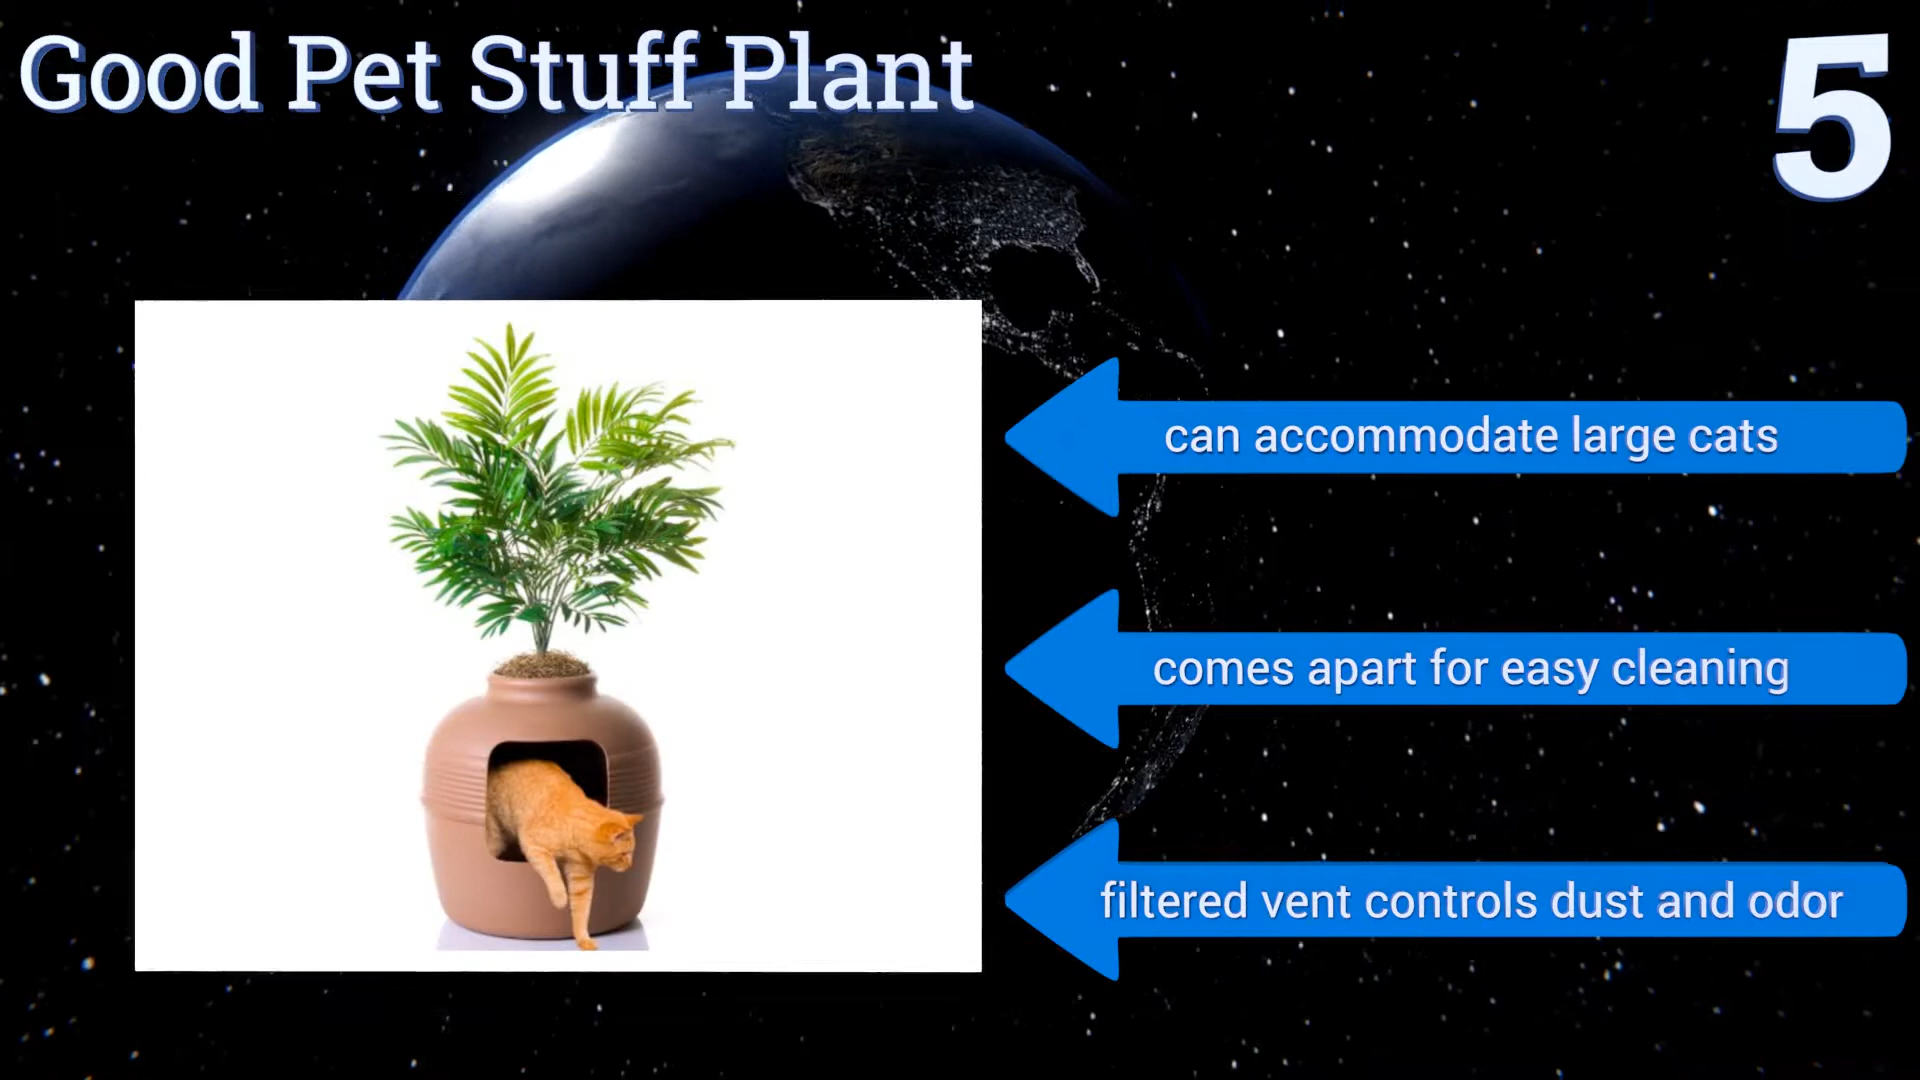 Good Pet Stuff Plant
5
can accommodate large cats
comes apart for easy cleaning
filtered vent controls dust and odor